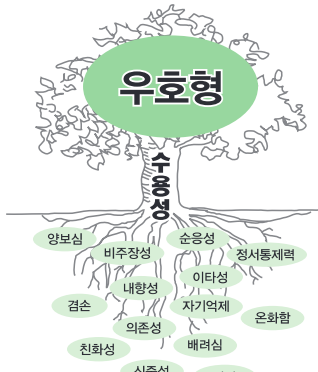 우호형
수용성
양보심
순응성
비주장성
정서통제력
이타성
내향성
겸손
자기억제
온화함
의존성
배려심
친화성